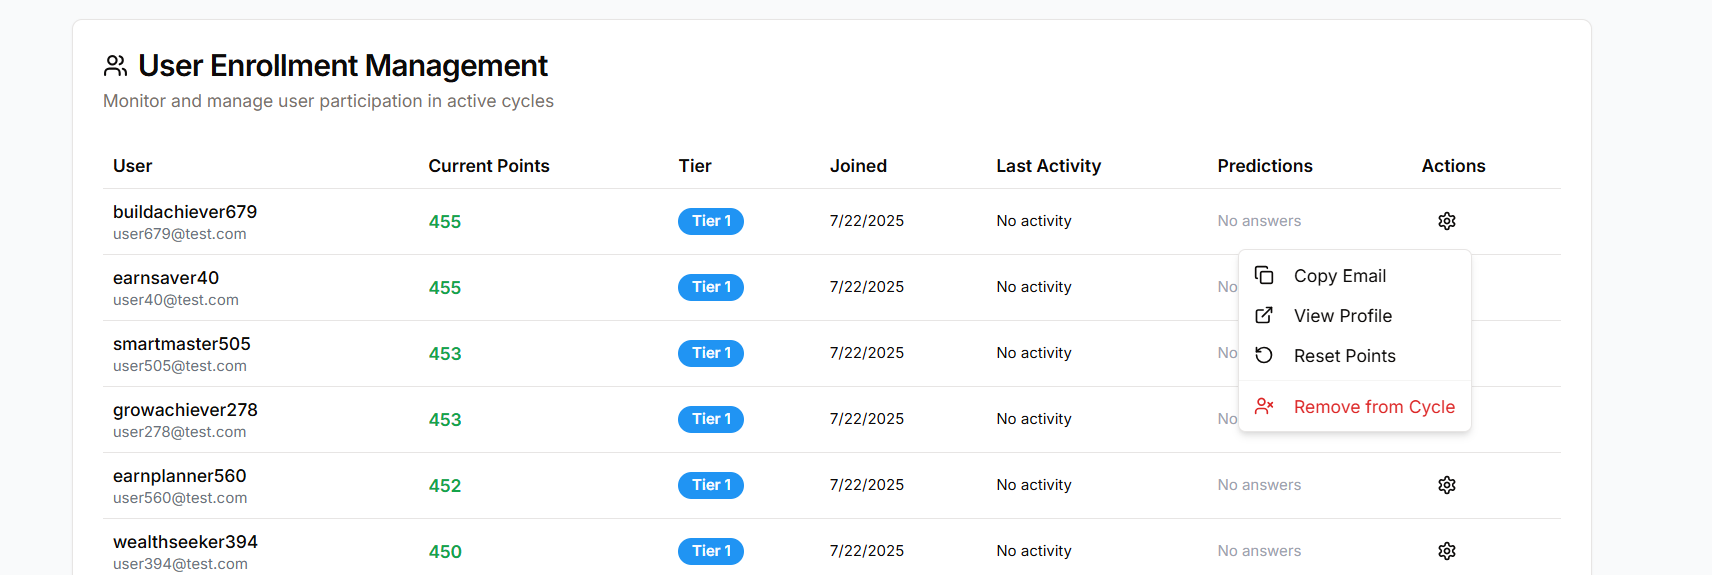 User Enrollment Management
Monitor and manage user participation in active cycles
User Current Points Tier Joined Last Activity Predictions Actions
buildachiever679
user679@test.com
455 Tier 1 7/22/2025 No activity No answers
earnsaver40
user40@test.com
455 Tier 1 7/22/2025 No activity No
smartmaster505
user505@test.com
453 Tier 1 7/22/2025 No activity No
growachiever278
user278@test.com
453 Tier 1 7/22/2025 No activity No
Copy Email
View Profile
Reset Points
Remove from Cycle
earnplanner560
user560@test.com
452 Tier 1 7/22/2025 No activity No answers
wealthseeker394
user394@test.com
450 Tier 1 7/22/2025 No activity No answers